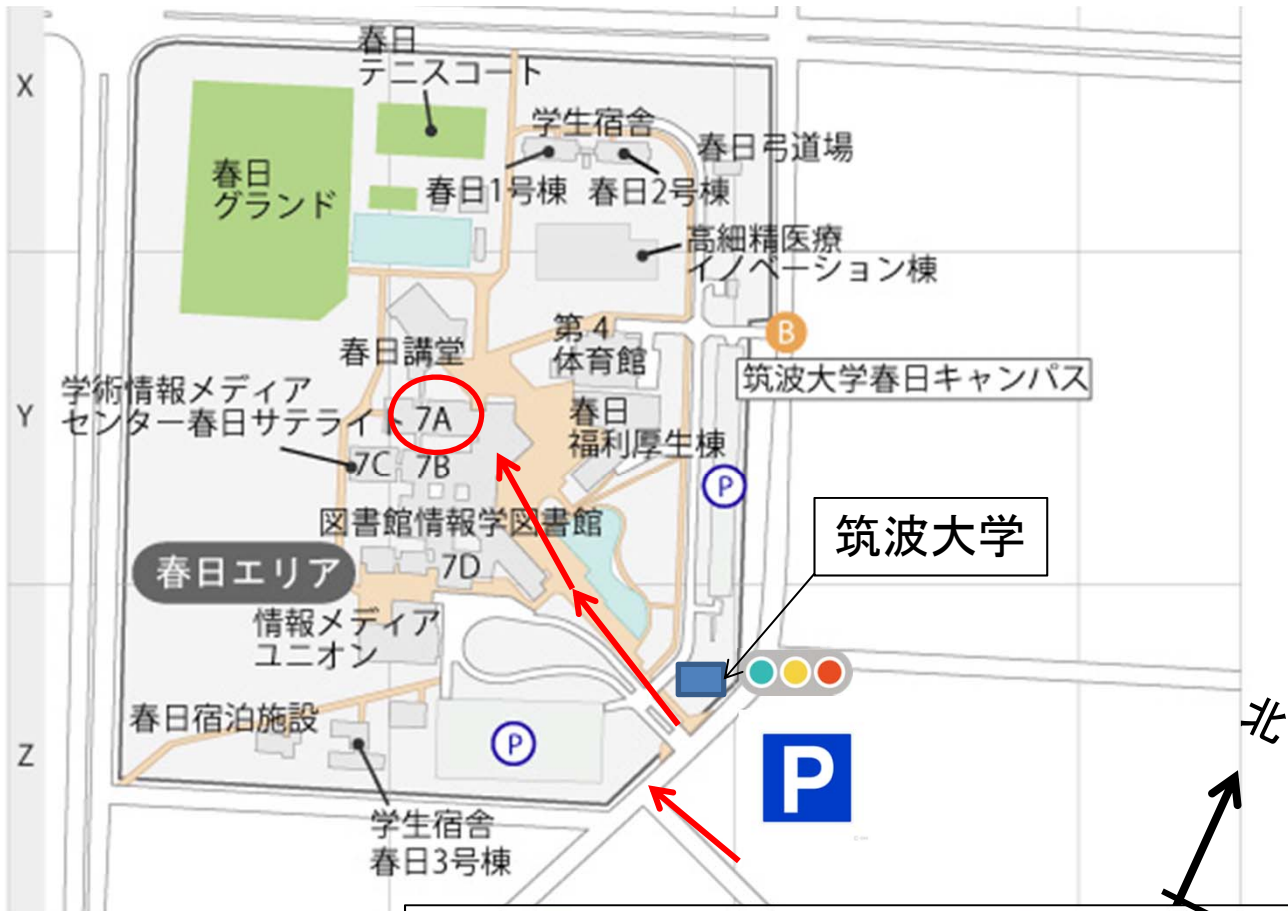 X
春日
テニスコート
学生宿舎
春日弓道場
春日
グランド
春日1号棟
春日2号棟
高細精医療
イノベーション棟
第4
体育館
B
春日講堂
筑波大学春日キャンパス
学術情報メディア
センター春日サテライト
7A
Y
春日
福利厚生棟
7C
7B
P
図書館情報学図書館
筑波大学
7D
春日エリア
情報メディア
ユニオン
春日宿泊施設
P
P
北
Z
学生宿舎
春日3号棟